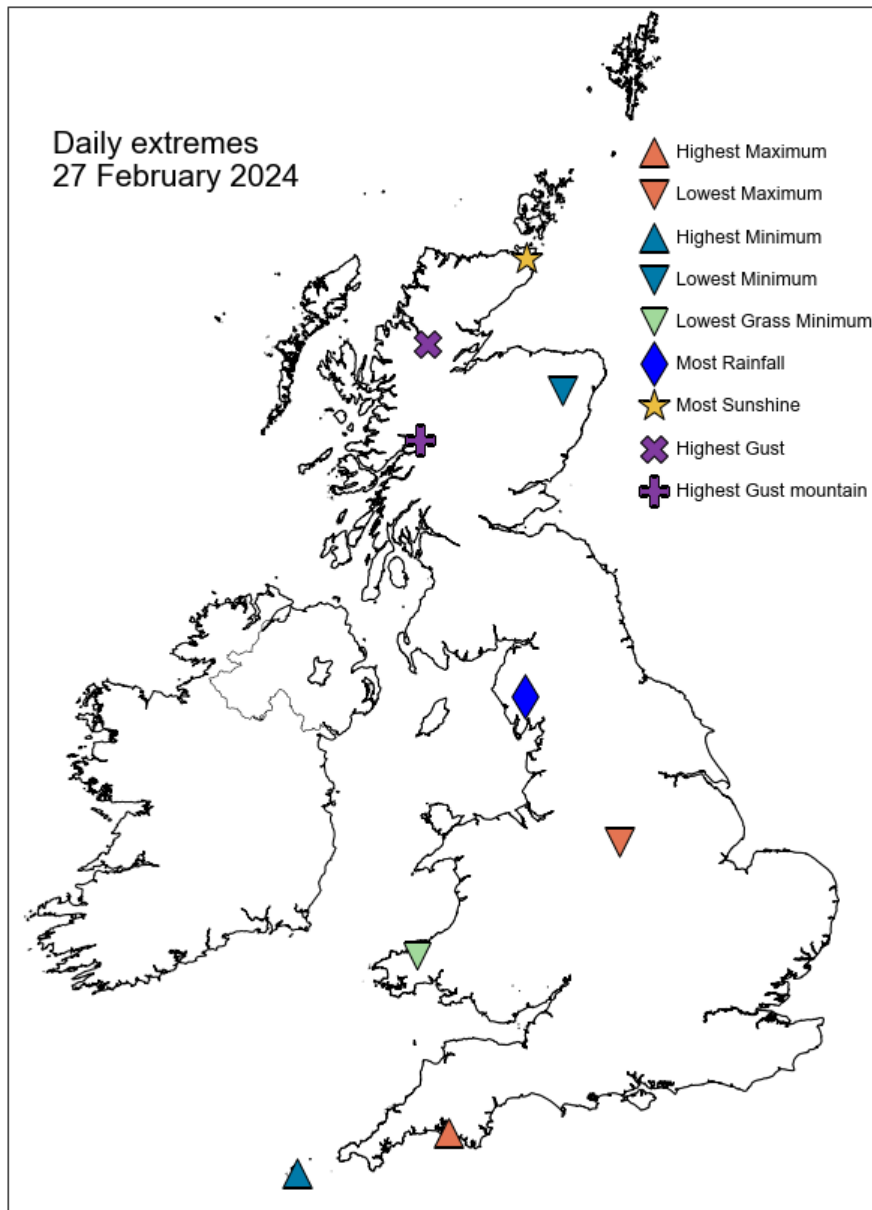 Daily extremes
27 February 2024
Highest Maximum
Lowest Maximum
Highest Minimum
Lowest Minimum
Lowest Grass Minimum
Most Rainfall
Most Sunshine
Highest Gust
Highest Gust mountain